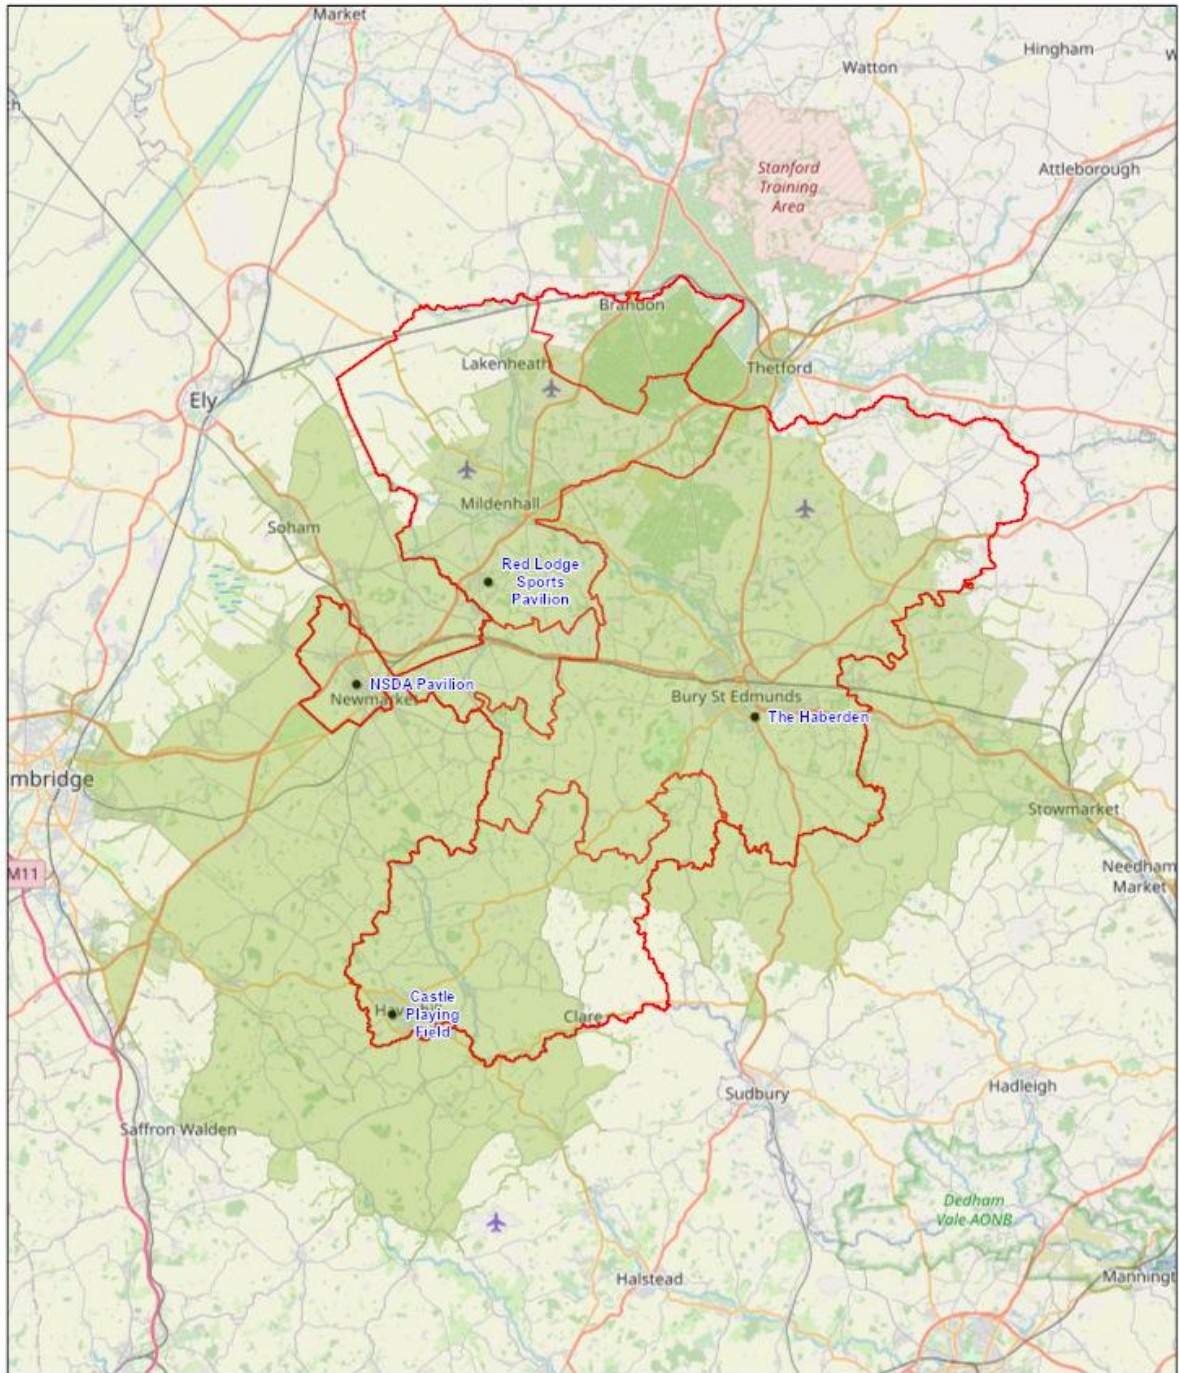 Market
Hingham
Watton
Stanford
Training
Area
Attleborough
Brandon
Lakenheath
Thetford
Ely
Mildenhall
Soham
Red Lodge
Sports
Pavilion
NSDA Pavilion
Newmarket
Bury St Edmunds
The Haberden
mbridge
Stowmarket
Needham
Market
M11
Castle
Playing
Field
Clare
Sudbury
Hadleigh
Saffron Walden
Dedham
Vale AONB
Halstead
Manningt